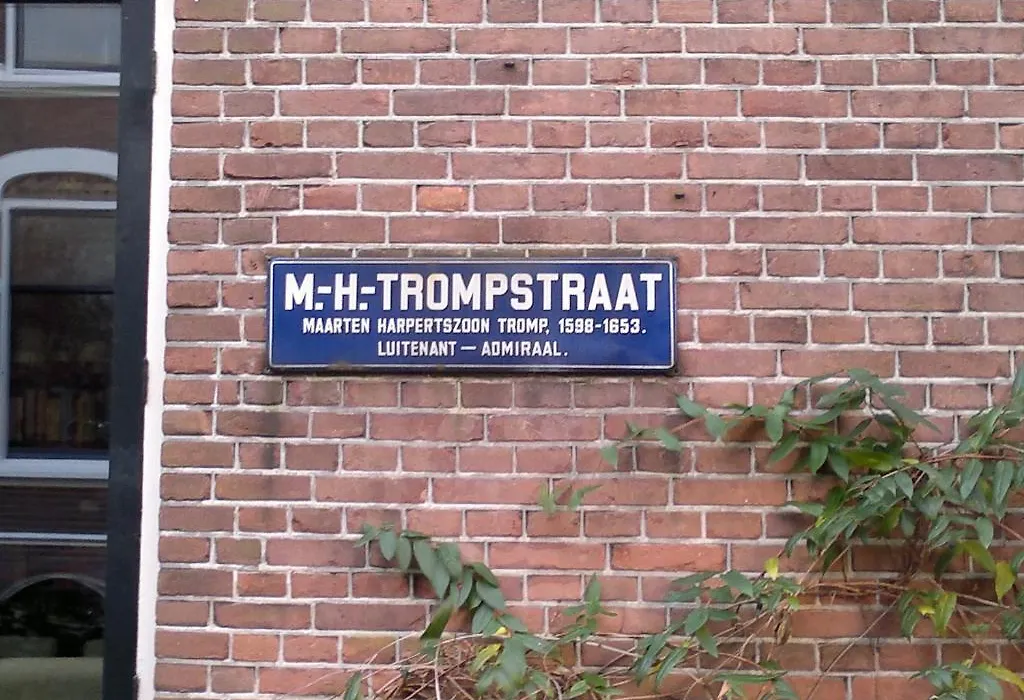 M.-H.-TROMPSTRAAT
MAARTEN HARPERTSZOON TROMP, 1598-1653.
LUITENANT — ADMIRAAL.